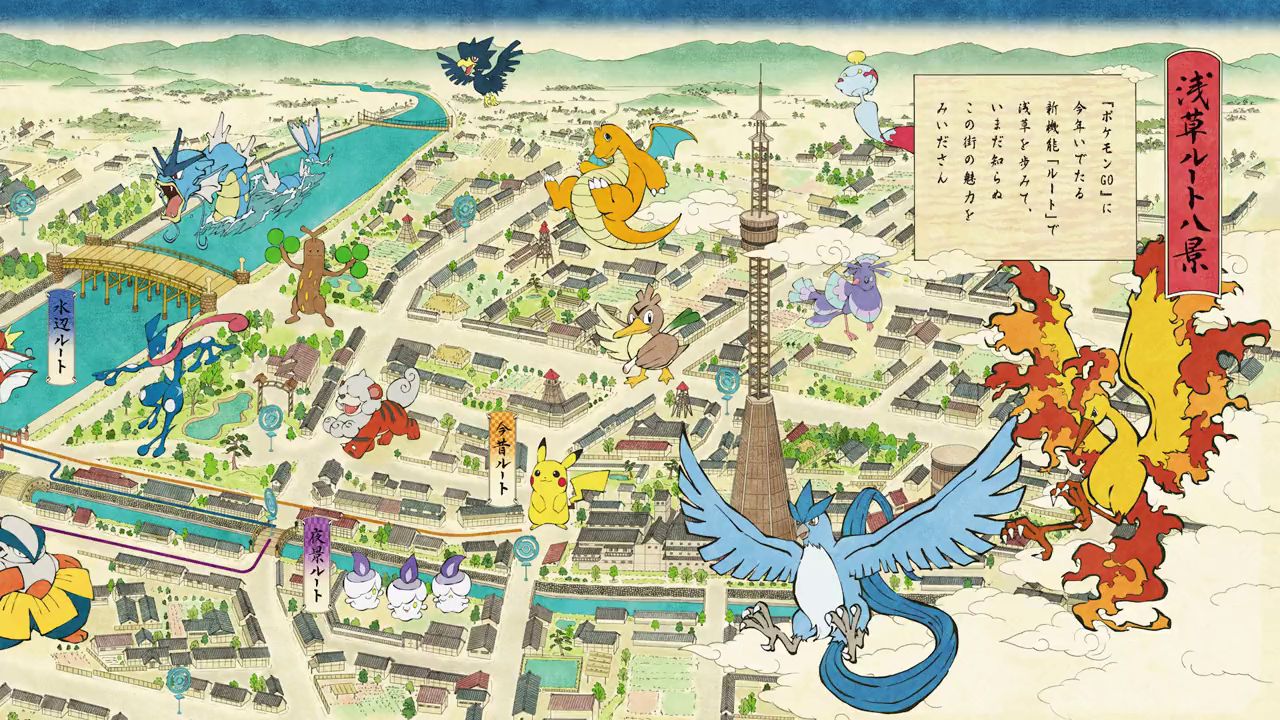 浅草ルート八景
『ポケモンGO』に
今年いでたる
新機能「ルート」で
浅草を歩みて、
いまだ知らぬ
この街の魅力を
みいださん
水辺ルート
今昔ルート
夜景ルート